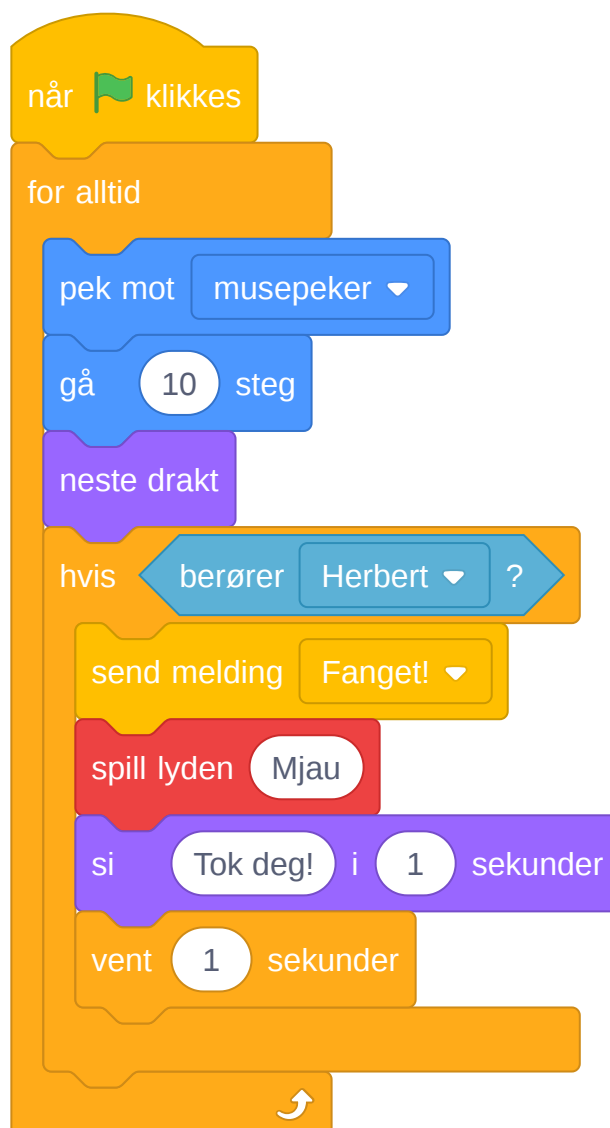 når klikkes
for alltid
pek mot musepeker
gå 10 steg
neste drakt
hvis berører Herbert ?
send melding Fanget!
spill lyden Mjau
si Tok deg! i 1 sekunder
vent 1 sekunder